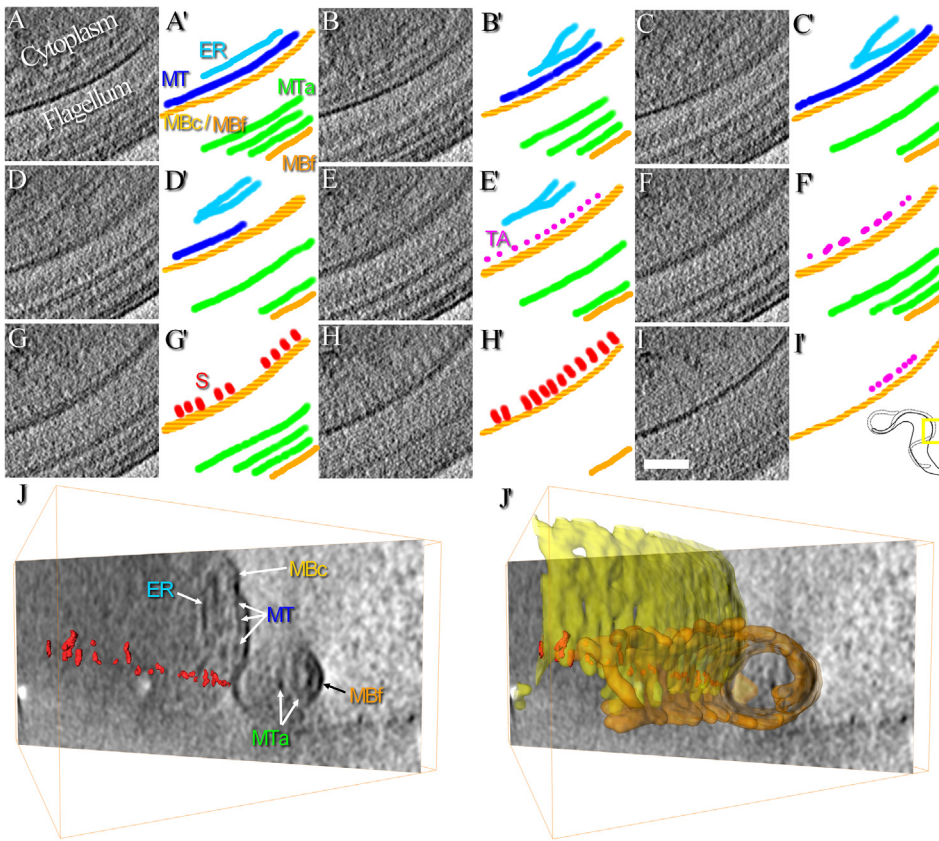 A
Cytoplasm
Flagellum
A'
ER
MT
MTa
MBc/MBf
MBf
B
B'
C
C'
D
D'
E
E'
TA
F
F'
G
G'
S
H
H'
I
I'
J
MBc
ER
MT
MBf
MTa
J'